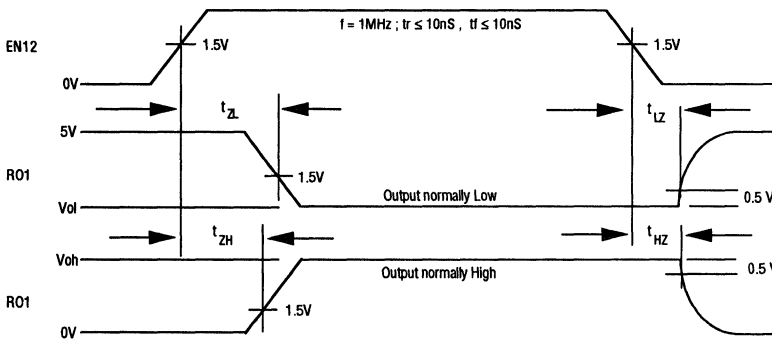 f = 1MHz ; tr ≤ 10nS , tf ≤ 10nS
EN12
1.5V
1.5V
0V
tZL
tLZ
5V
RO1
1.5V
Output normally Low
0.5 V
Vol
tZH
tHZ
Voh
Output normally High
0.5 V
RO1
1.5V
0V